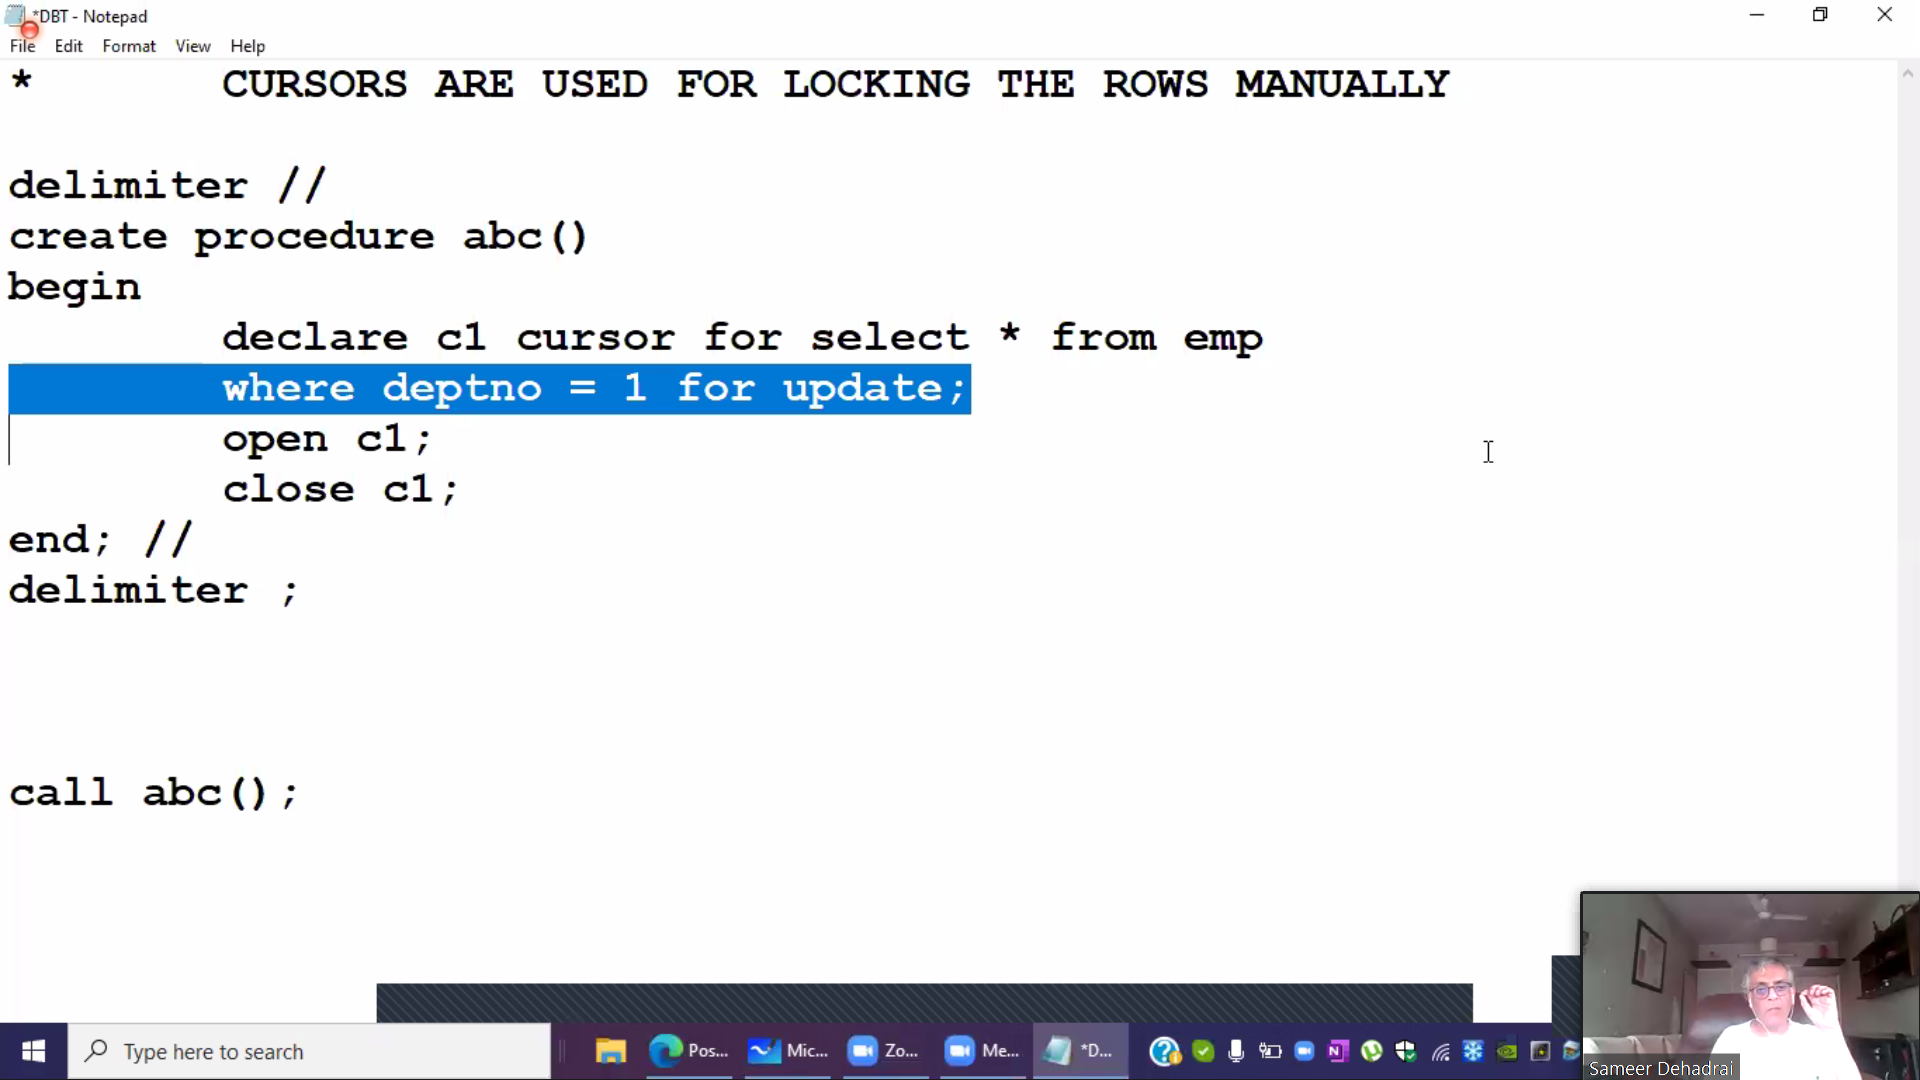 *DBT - Notepad
File Edit Format View Help
* CURSORS ARE USED FOR LOCKING THE ROWS MANUALLY
delimiter //
create procedure abc()
begin
declare c1 cursor for select * from emp
where deptno = 1 for update;
open c1;
close c1;
end; //
delimiter ;
call abc();
Type here to search
Pos...
Mic...
Zo...
Me...
*D...
Sameer Dehadrai